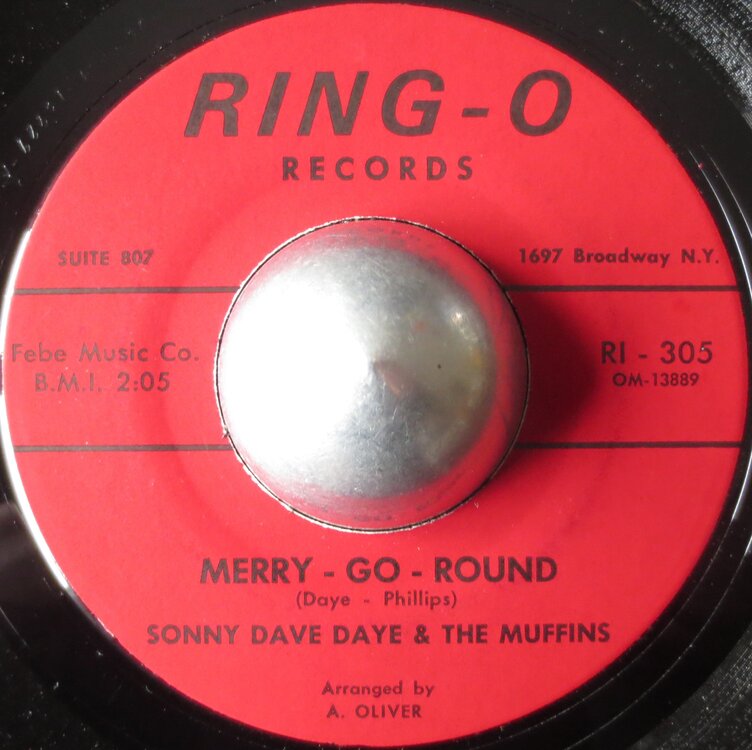 RING-O
RECORDS
SUITE 807
1697 Broadway N.Y.
Febe Music Co.
B.M.I. 2:05
RI - 305
OM-13889
MERRY - GO - ROUND
(Daye - Phillips)
SONNY DAVE DAYE & THE MUFFINS
Arranged by
A. OLIVER